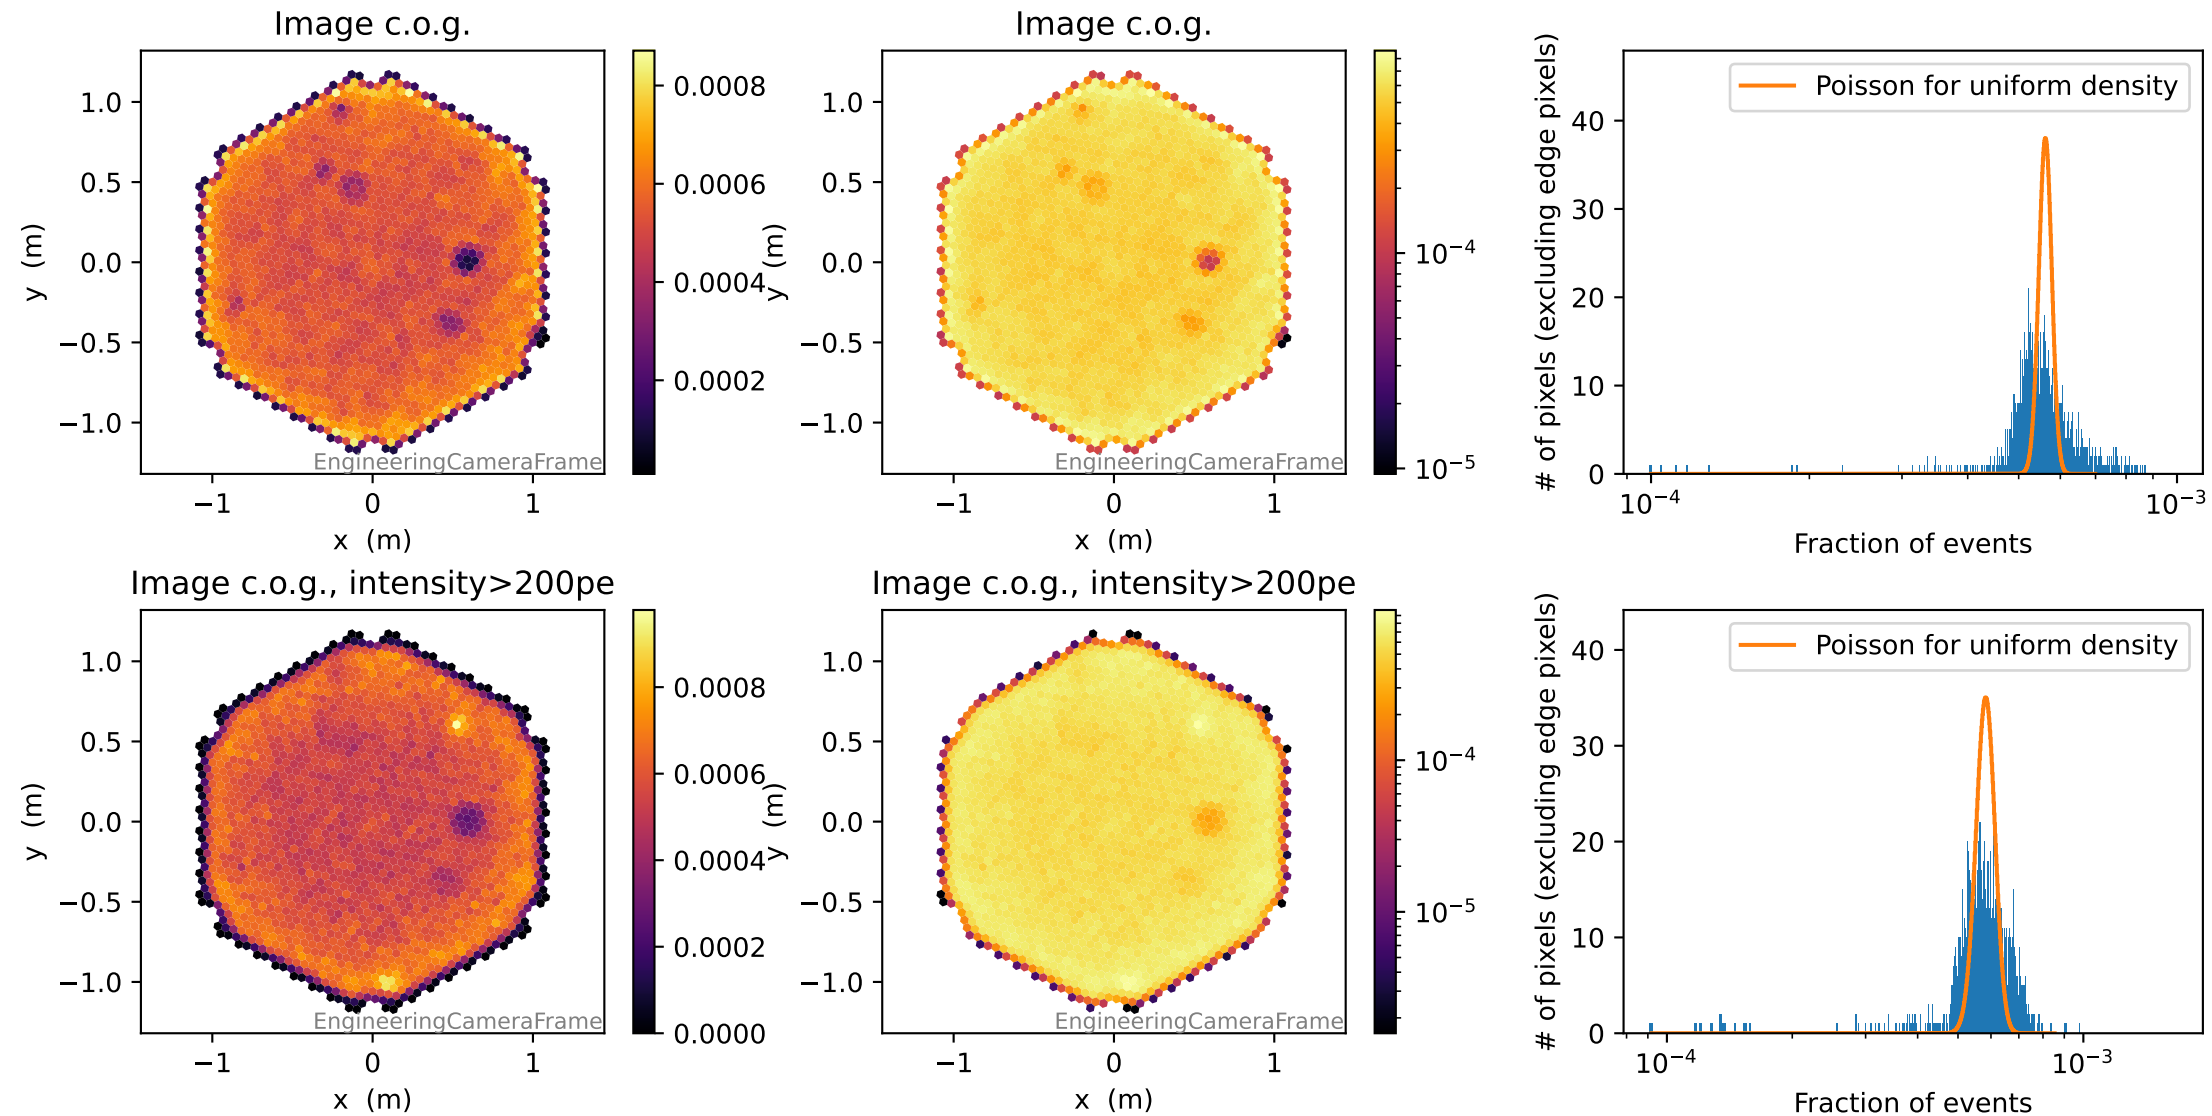 Image c.o.g.
1.0
0.5
0.0
−0.5
−1.0
y (m)
−1
0
1
x (m)
EngineeringCameraFrame
0.0008
0.0006
0.0004
0.0002
Image c.o.g.
1.0
0.5
0.0
−0.5
−1.0
y (m)
−1
0
1
x (m)
EngineeringCameraFrame
10⁻⁴
10⁻⁵
# of pixels (excluding edge pixels)
40
30
20
10
0
Poisson for uniform density
10⁻⁴
10⁻³
Fraction of events
Image c.o.g., intensity>200pe
1.0
0.5
0.0
−0.5
−1.0
y (m)
−1
0
1
x (m)
EngineeringCameraFrame
0.0008
0.0006
0.0004
0.0002
0.0000
Image c.o.g., intensity>200pe
1.0
0.5
0.0
−0.5
−1.0
y (m)
−1
0
1
x (m)
EngineeringCameraFrame
10⁻⁴
10⁻⁵
# of pixels (excluding edge pixels)
40
30
20
10
0
Poisson for uniform density
10⁻⁴
10⁻³
Fraction of events